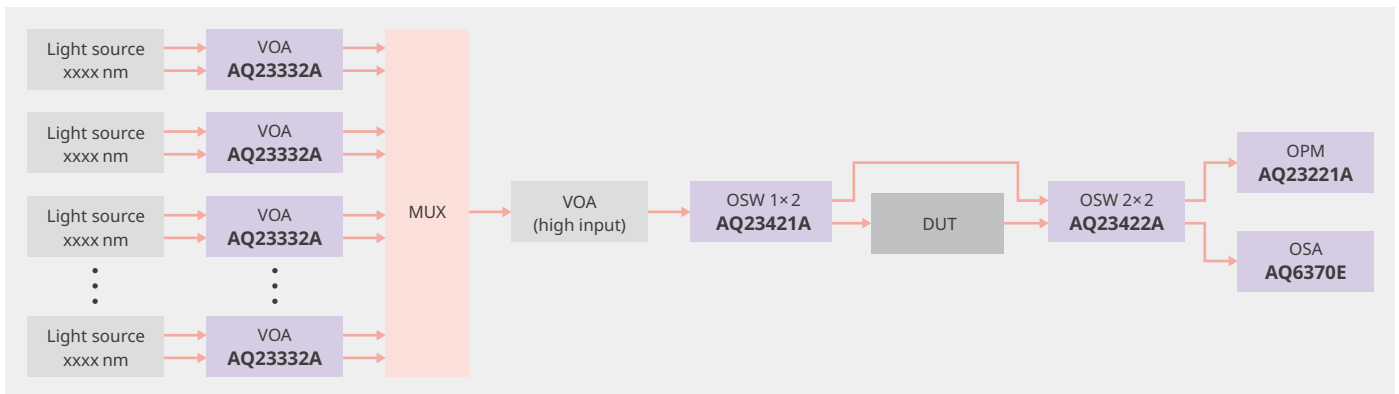 Light source
xxxx nm
VOA
AQ23332A
Light source
xxxx nm
VOA
AQ23332A
Light source
xxxx nm
VOA
AQ23332A
Light source
xxxx nm
VOA
AQ23332A
MUX
VOA
(high input)
OSW 1×2
AQ23421A
DUT
OSW 2×2
AQ23422A
OPM
AQ23221A
OSA
AQ6370E